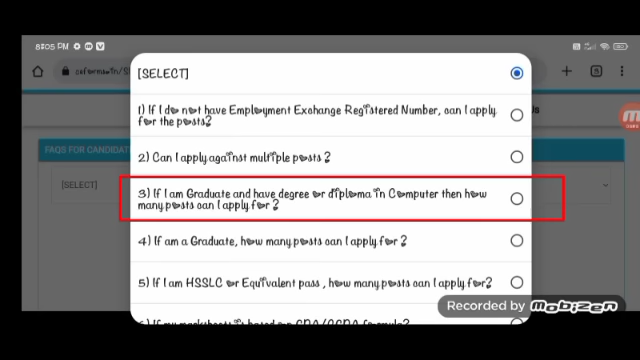 8:05 PM
5
FAQS FOR CANDIDAT
[SELECT]
[SELECT]
1) If I do not have Employment Exchange Registered Number, can I apply
for the posts?
2) Can I apply against multiple posts ?
3) If I am Graduate and have degree or diploma in Computer then how
many posts can I apply for ?
4) If am a Graduate, how many posts can I apply for ?
5) If I am HSSLC or Equivalent pass , how many posts can I apply for?
Recorded by mobizen